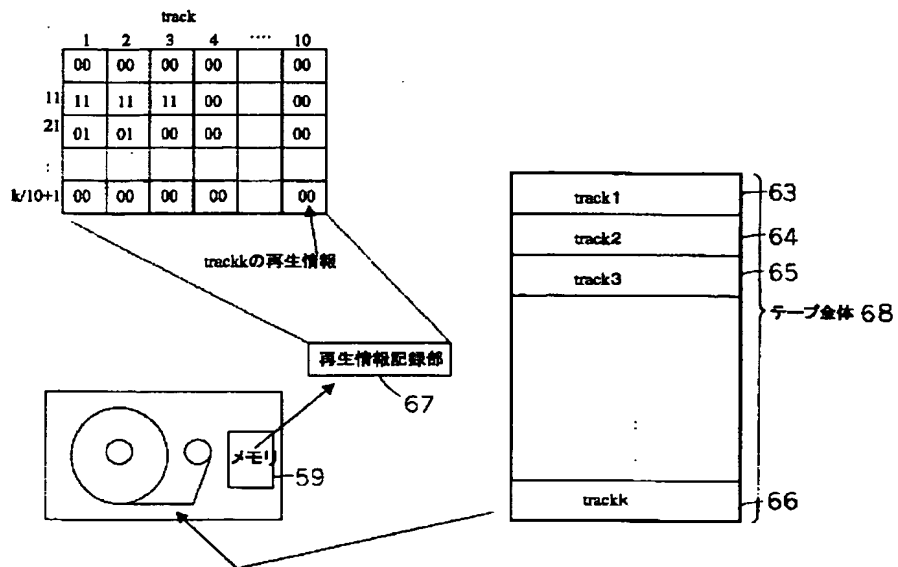 track
1 2 3 4 ···· 10
00 00 00 00 00
11 11 11 11 00 00
21 01 01 00 00 00
:
k/10+1 00 00 00 00 00
trackkの再生情報
再生情報記録部
67
メモリ
59
track1 63
track2 64
track3 65
テープ全体 68
:
:
trackk 66